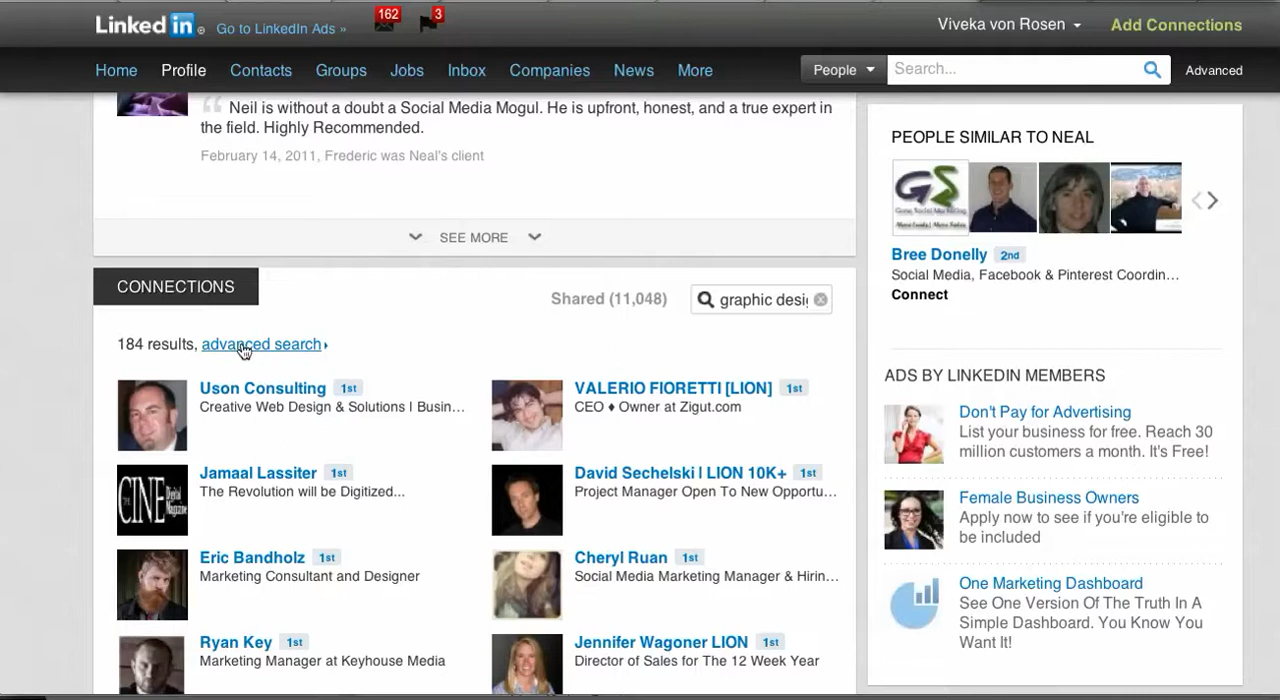 Linked in Go to LinkedIn Ads » 162 3 Viveka von Rosen Add Connections
Home Profile Contacts Groups Jobs Inbox Companies News More People Search... Advanced
“ Neil is without a doubt a Social Media Mogul. He is upfront, honest, and a true expert in
the field. Highly Recommended.
February 14, 2011, Frederic was Neal's client
SEE MORE
CONNECTIONS
Shared (11,048) graphic desi
184 results, advanced search
Uson Consulting 1st
Creative Web Design & Solutions | Busin...
VALERIO FIORETTI [LION] 1st
CEO ♦ Owner at Zigut.com
CINE
Digital
Magazine
Jamaal Lassiter 1st
The Revolution will be Digitized...
David Sechelski | LION 10K+ 1st
Project Manager Open To New Opportu...
Eric Bandholz 1st
Marketing Consultant and Designer
Cheryl Ruan 1st
Social Media Marketing Manager & Hirin...
Ryan Key 1st
Marketing Manager at Keyhouse Media
Jennifer Wagoner LION 1st
Director of Sales for The 12 Week Year
PEOPLE SIMILAR TO NEAL
GS
Bree Donelly 2nd
Social Media, Facebook & Pinterest Coordin...
Connect
ADS BY LINKEDIN MEMBERS
Don't Pay for Advertising
List your business for free. Reach 30
million customers a month. It's Free!
Female Business Owners
Apply now to see if you're eligible to
be included
One Marketing Dashboard
See One Version Of The Truth In A
Simple Dashboard. You Know You
Want It!